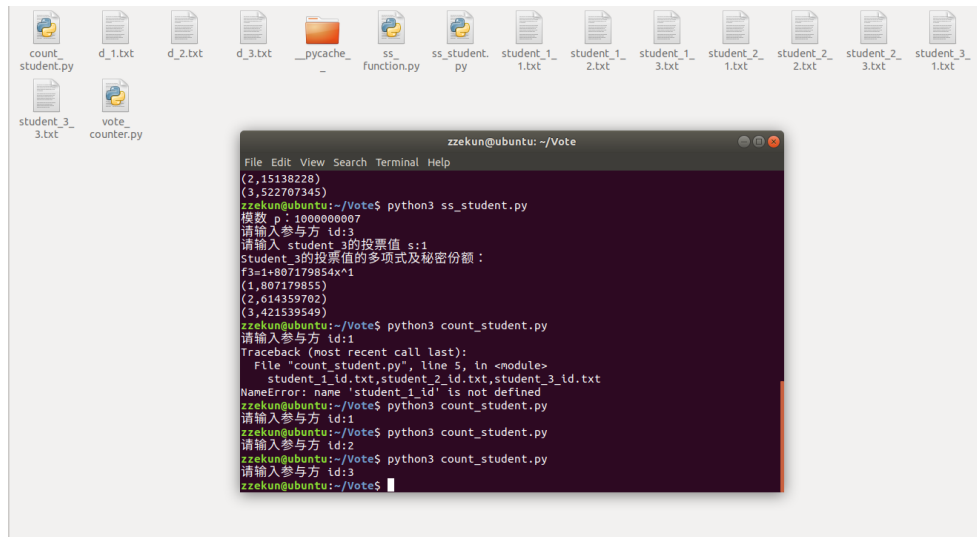 count_
student.py
d_1.txt
d_2.txt
d_3.txt
__pycache_
_
ss_
function.py
ss_student.
py
student_1_
1.txt
student_1_
2.txt
student_1_
3.txt
student_2_
1.txt
student_2_
2.txt
student_2_
3.txt
student_3_
1.txt
student_3_
3.txt
vote_
counter.py
zzekun@ubuntu: ~/Vote
File Edit View Search Terminal Help
(2,15138228)
(3,522707345)
zzekun@ubuntu:~/Vote$ python3 ss_student.py
模数 p：1000000007
请输入参与方 id:3
请输入 student_3的投票值 s:1
Student_3的投票值的多项式及秘密份额：
f3=1+807179854x^1
(1,807179855)
(2,614359702)
(3,421539549)
zzekun@ubuntu:~/Vote$ python3 count_student.py
请输入参与方 id:1
Traceback (most recent call last):
  File "count_student.py", line 5, in <module>
    student_1_id.txt,student_2_id.txt,student_3_id.txt
NameError: name 'student_1_id' is not defined
zzekun@ubuntu:~/Vote$ python3 count_student.py
请输入参与方 id:1
zzekun@ubuntu:~/Vote$ python3 count_student.py
请输入参与方 id:2
zzekun@ubuntu:~/Vote$ python3 count_student.py
请输入参与方 id:3
zzekun@ubuntu:~/Vote$